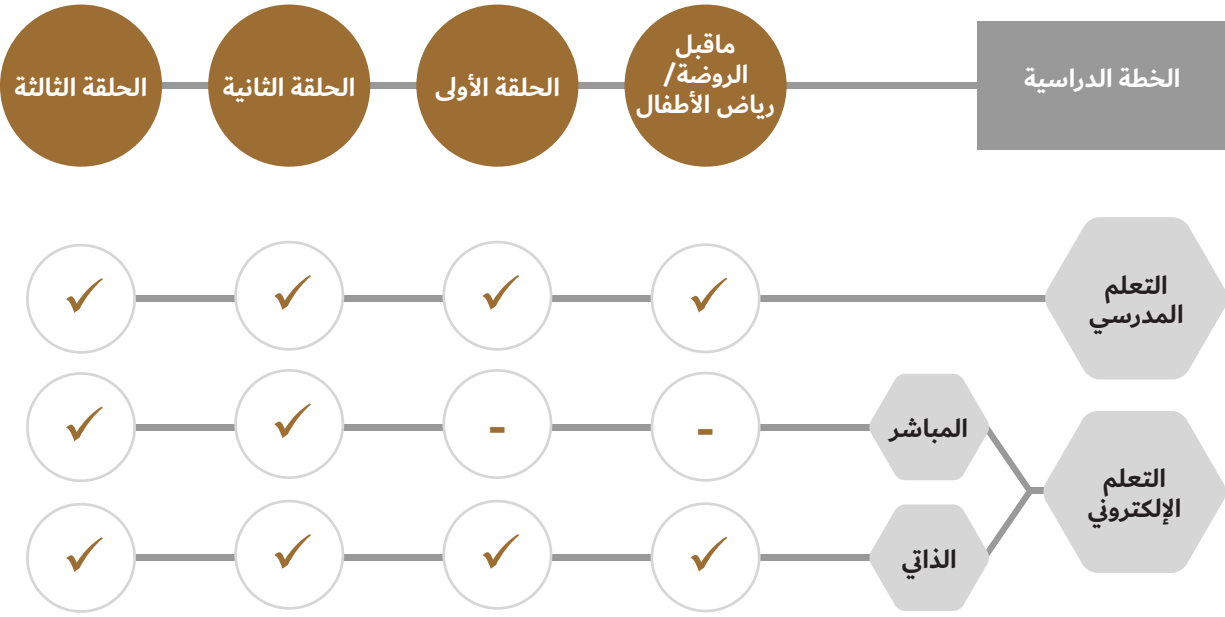 الخطة الدراسية
ماقبل
الروضة/
رياض الأطفال
الحلقة الأولى
الحلقة الثانية
الحلقة الثالثة
التعلم
المدرسي
✓
✓
✓
✓
التعلم
الإلكتروني
المباشر
-
-
✓
✓
الذاتي
✓
✓
✓
✓